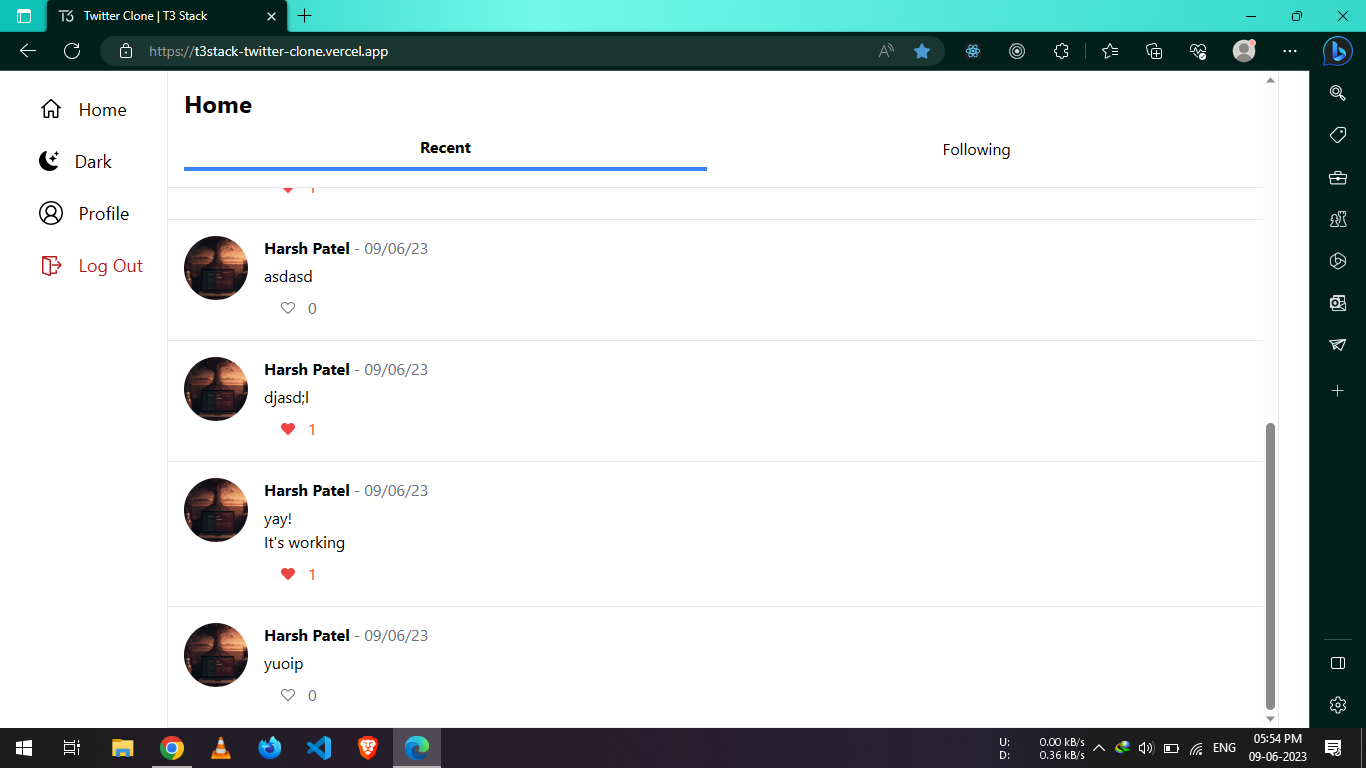 Twitter Clone | T3 Stack
https://t3stack-twitter-clone.vercel.app
Home
Dark
Profile
Log Out
Home
Recent
Following
1
Harsh Patel - 09/06/23
asdasd
0
Harsh Patel - 09/06/23
djasd;l
1
Harsh Patel - 09/06/23
yay!
It's working
1
Harsh Patel - 09/06/23
yuoip
0
U: 0.00 kB/s
D: 0.36 kB/s
ENG
05:54 PM
09-06-2023